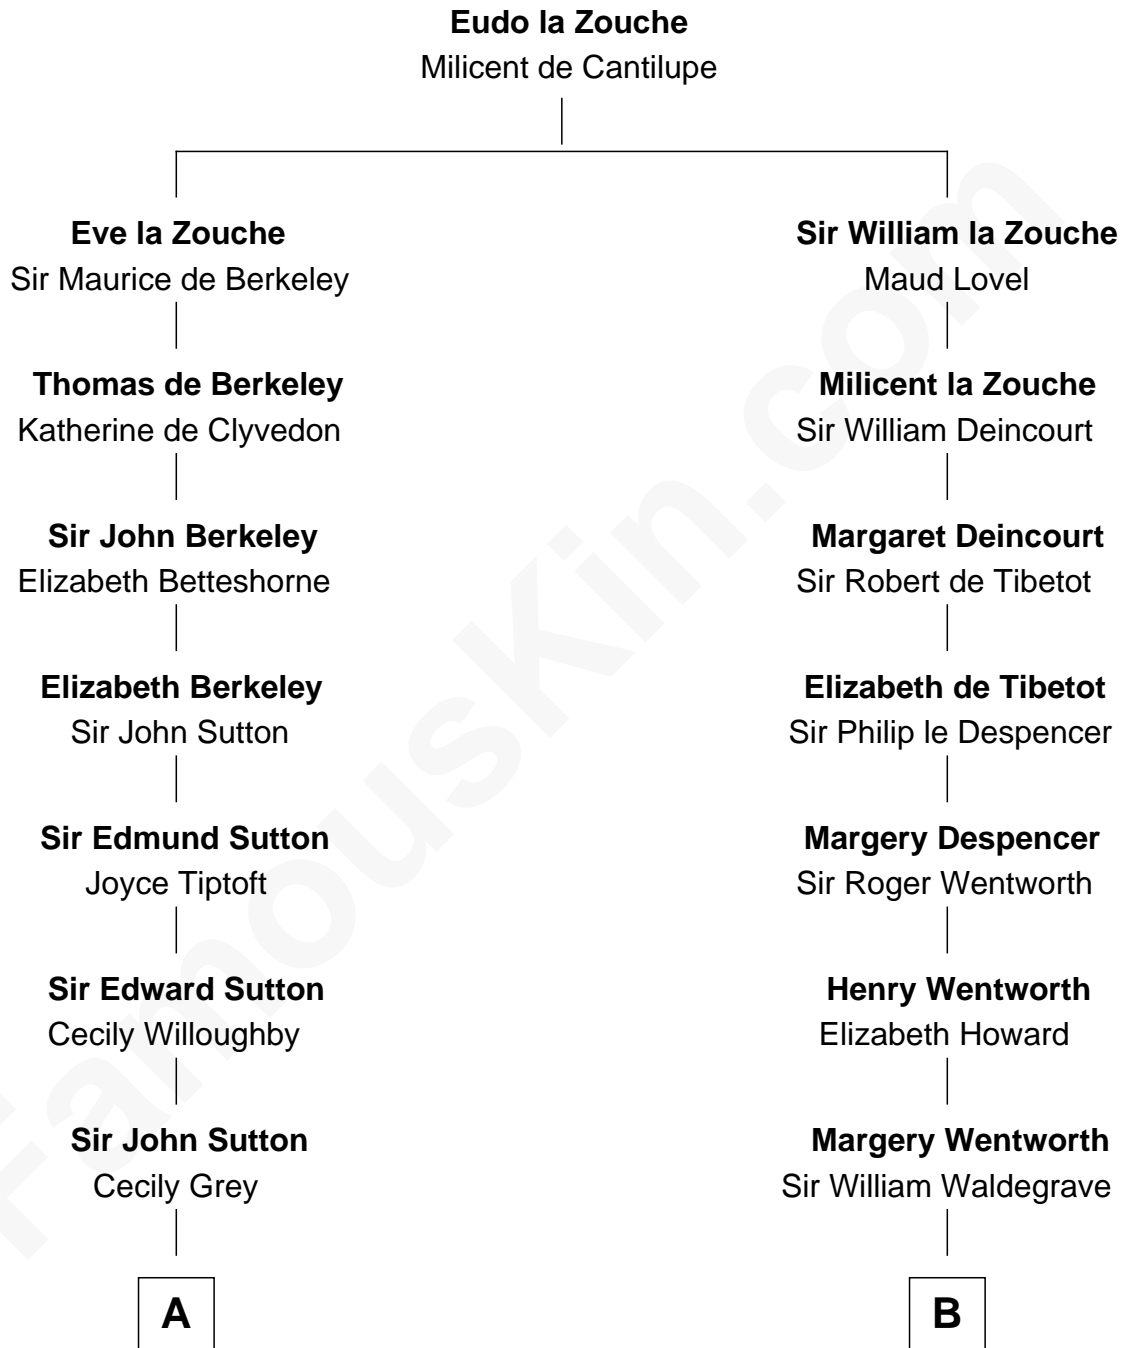 Eudo la Zouche
Milicent de Cantilupe
Eve la Zouche
Sir Maurice de Berkeley
Thomas de Berkeley
Katherine de Clyvedon
Sir John Berkeley
Elizabeth Betteshorne
Elizabeth Berkeley
Sir John Sutton
Sir Edmund Sutton
Joyce Tiptoft
Sir Edward Sutton
Cecily Willoughby
Sir John Sutton
Cecily Grey
A
Sir William la Zouche
Maud Lovel
Milicent la Zouche
Sir William Deincourt
Margaret Deincourt
Sir Robert de Tibetot
Elizabeth de Tibetot
Sir Philip le Despencer
Margery Despencer
Sir Roger Wentworth
Henry Wentworth
Elizabeth Howard
Margery Wentworth
Sir William Waldegrave
B
FamousKin.com